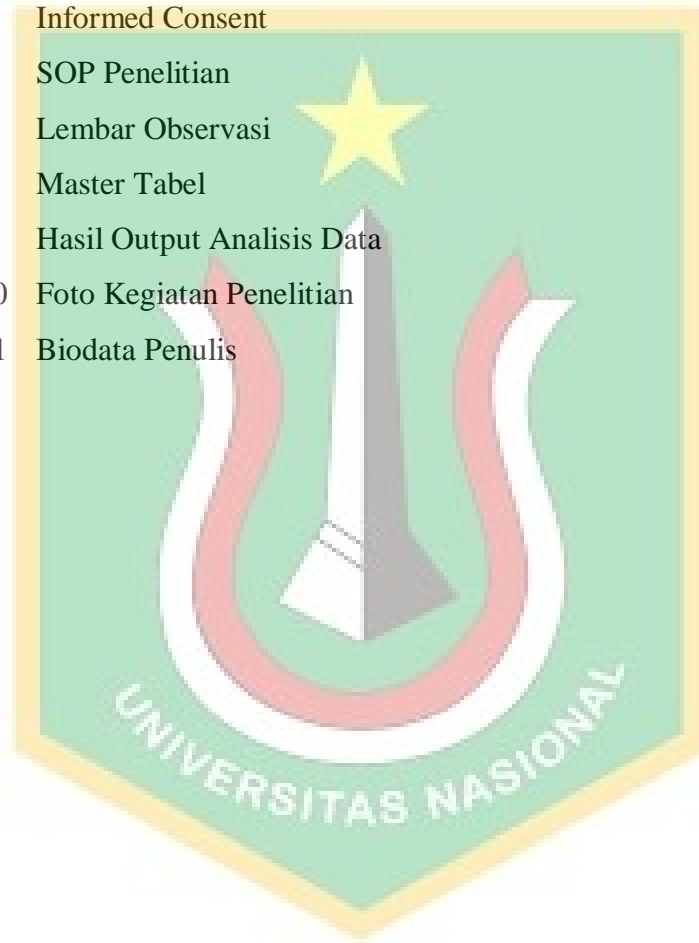 Informed Consent
SOP Penelitian
Lembar Observasi
Master Tabel
Hasil Output Analisis Data
0 Foto Kegiatan Penelitian
1 Biodata Penulis
UNIVERSITAS NASIONAL